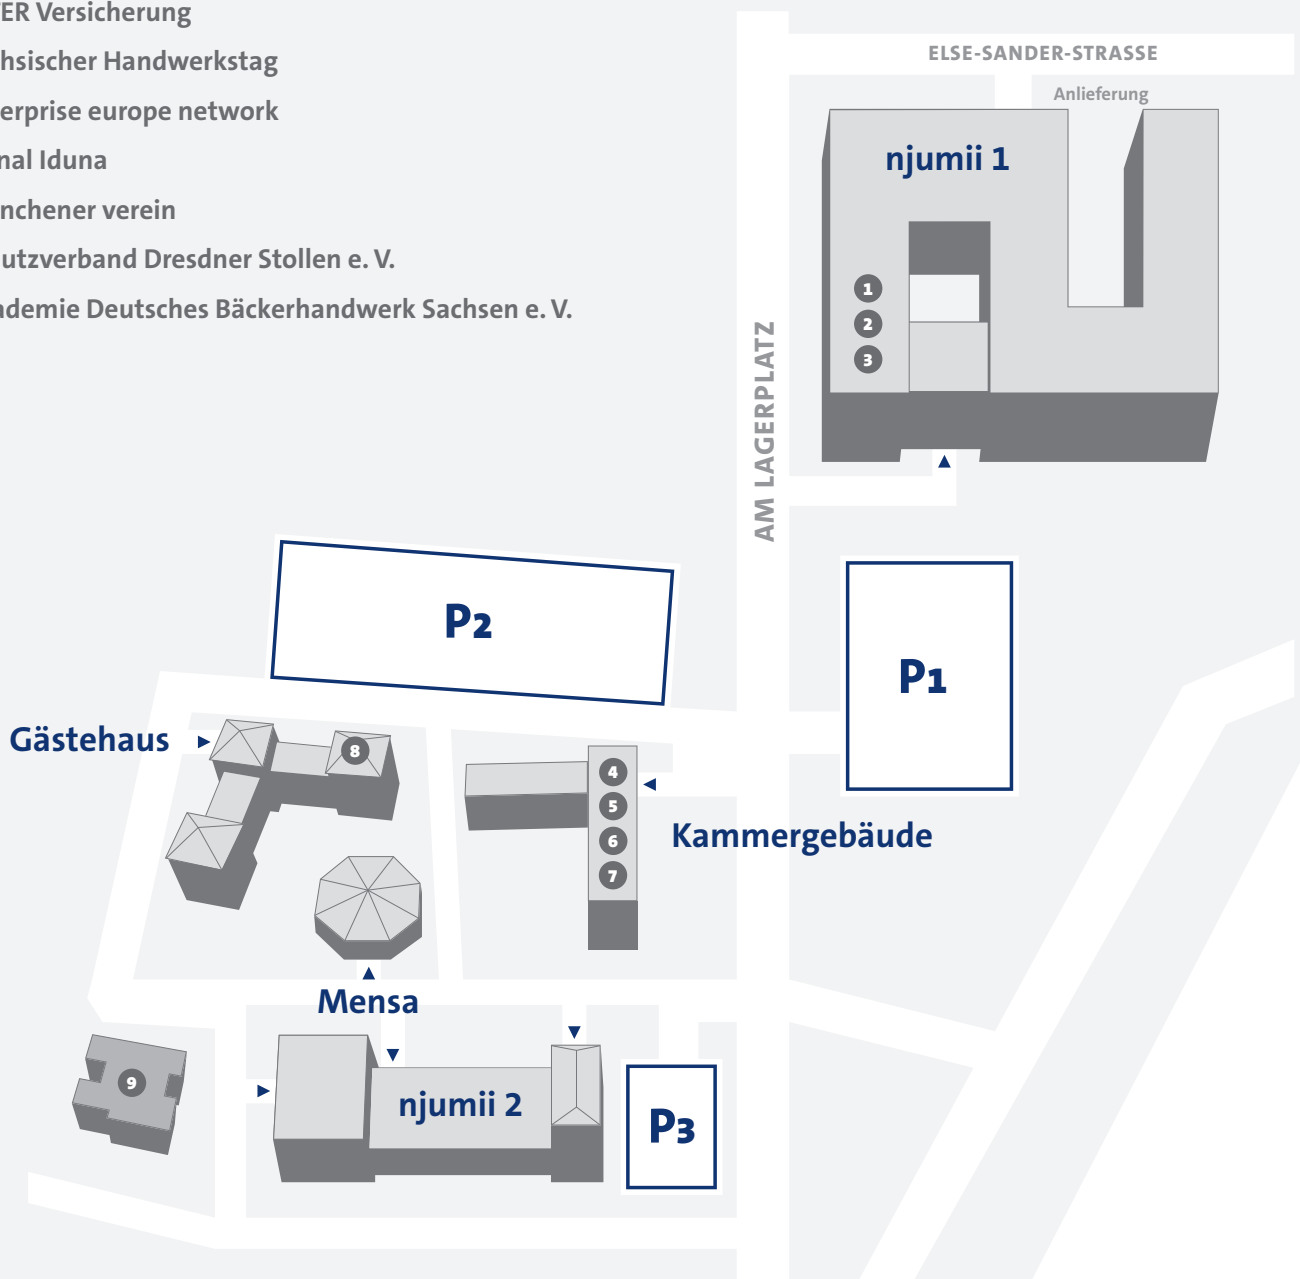 ER Versicherung
hsischer Handwerkstag
erprise europe network
nal Iduna
nchener verein
utzverband Dresdner Stollen e. V.
ademie Deutsches Bäckerhandwerk Sachsen e. V.
ELSE-SANDER-STRASSE
Anlieferung
njumii 1
1
2
3
AM LAGERPLATZ
P2
P1
Gästehaus
8
4
5
6
7
Kammergebäude
Mensa
9
njumii 2
P3